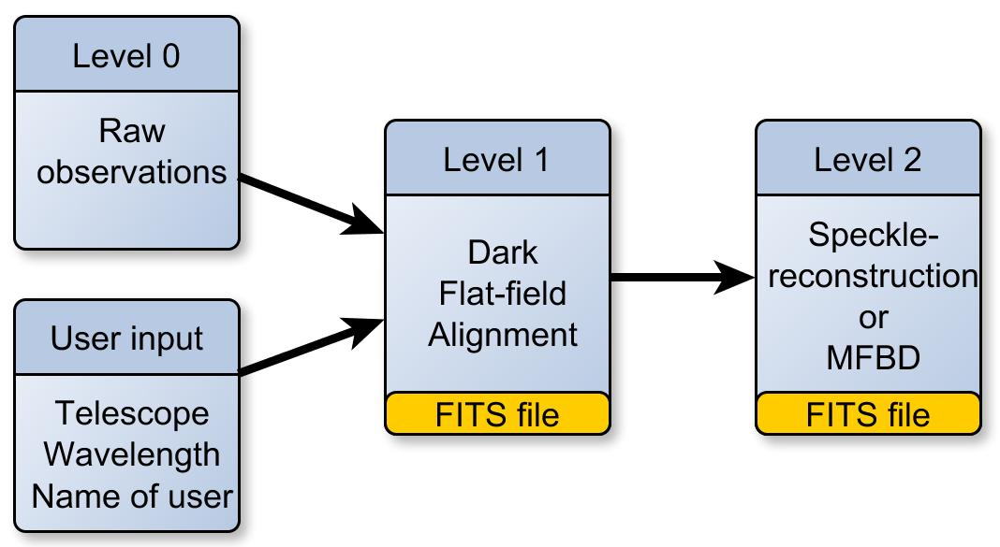 Level 0
Raw
observations
User input
Telescope
Wavelength
Name of user
Level 1
Dark
Flat-field
Alignment
FITS file
Level 2
Speckle-
reconstruction
or
MFBD
FITS file